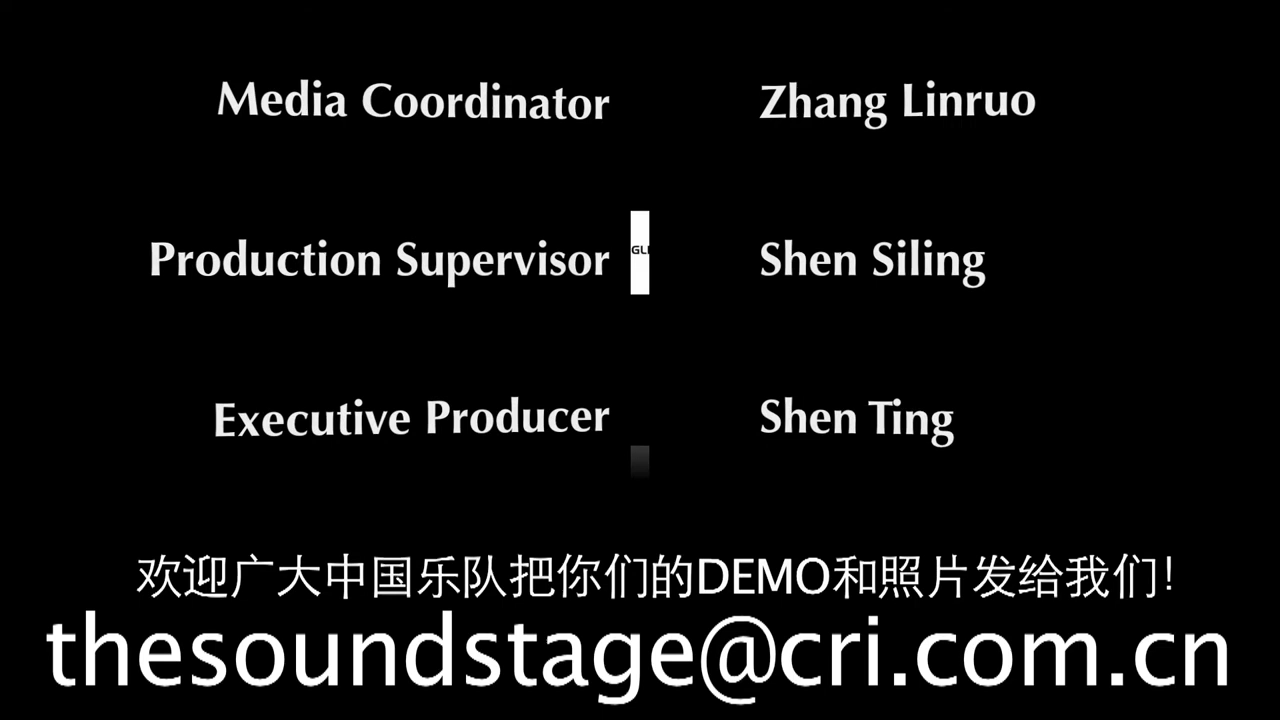 Media Coordinator Zhang Linruo
Production Supervisor Shen Siling
Executive Producer Shen Ting
欢迎广大中国乐队把你们的DEMO和照片发给我们!
thesoundstage@cri.com.cn